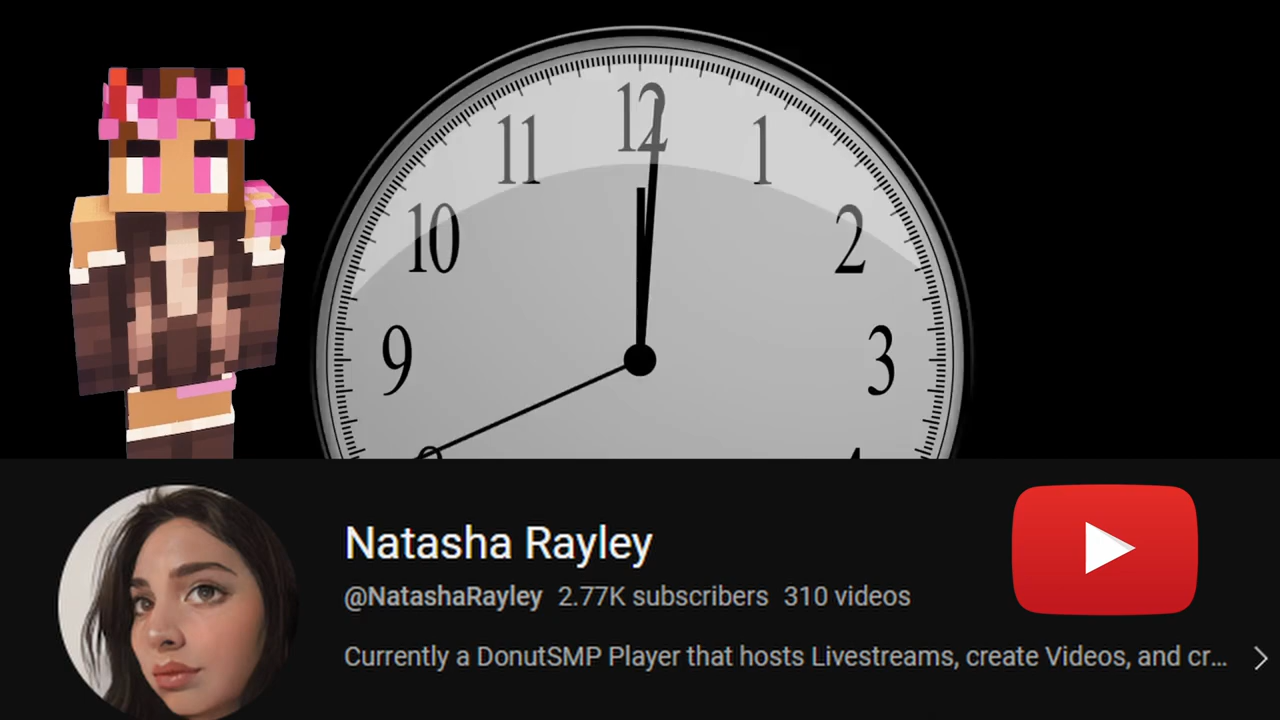 12
11
1
10
2
9
3
Natasha Rayley
@NatashaRayley 2.77K subscribers 310 videos
Currently a DonutSMP Player that hosts Livestreams, create Videos, and cr...